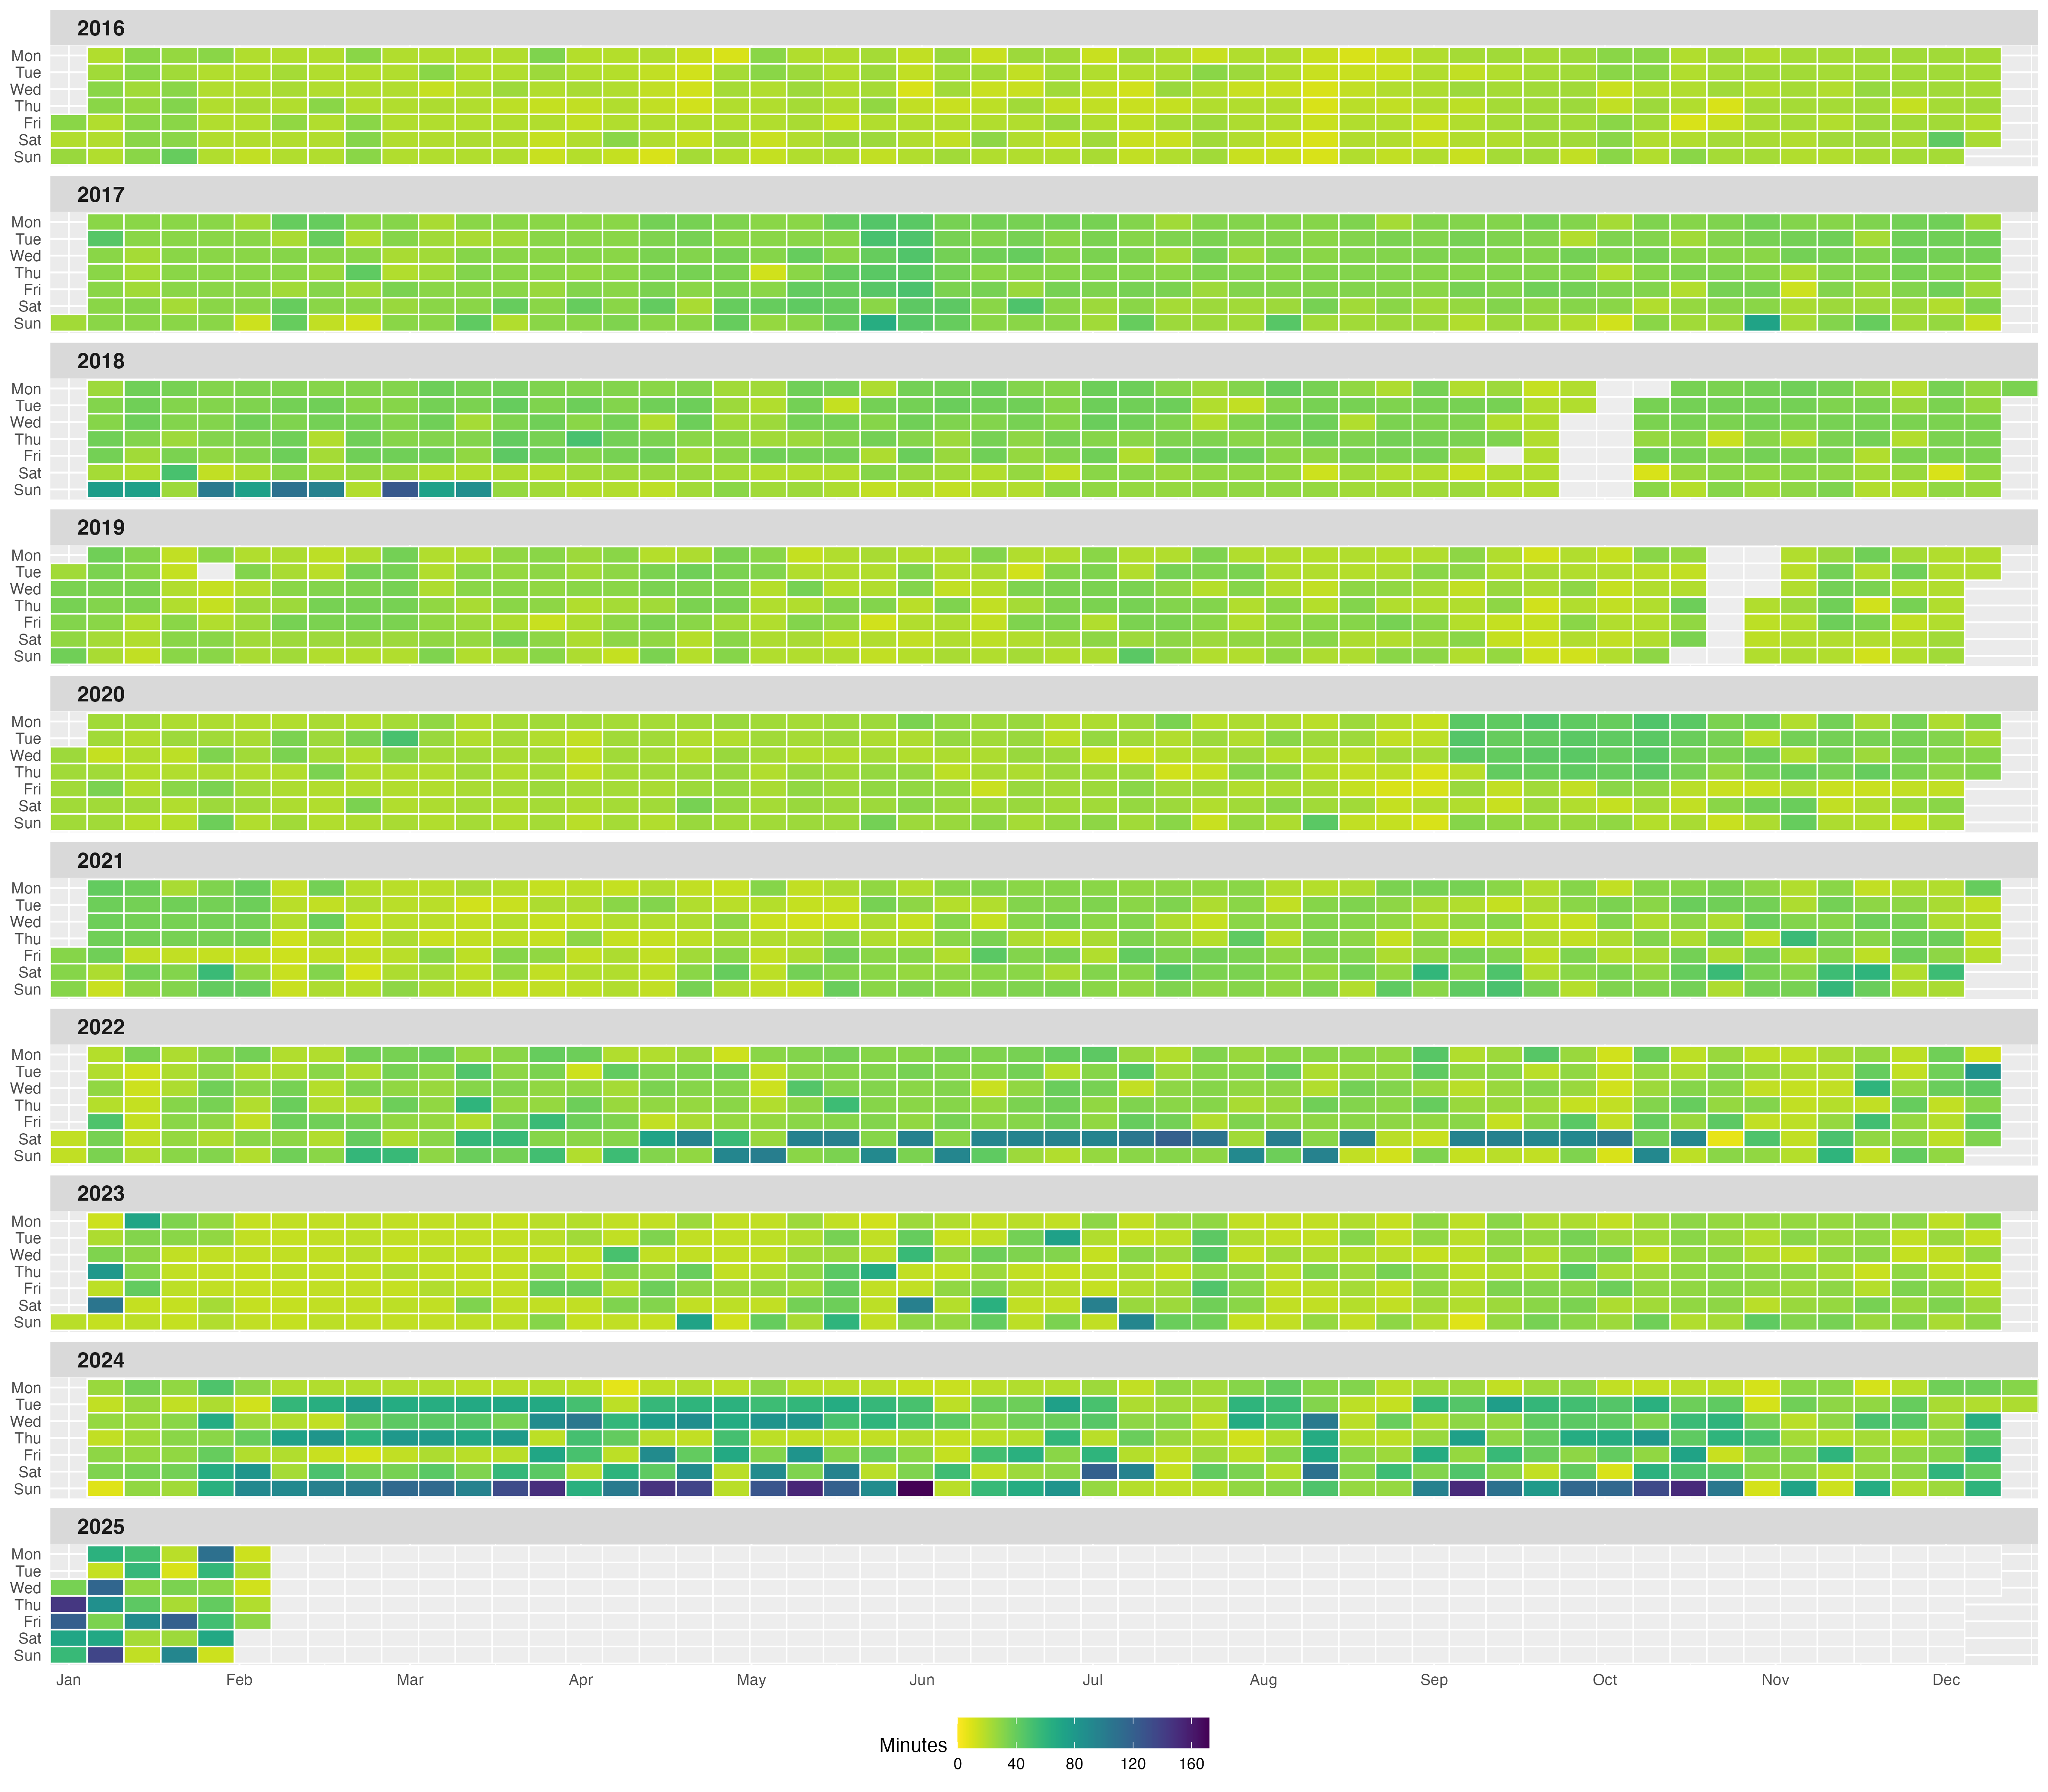 2016
Mon
Tue
Wed
Thu
Fri
Sat
Sun
2017
Mon
Tue
Wed
Thu
Fri
Sat
Sun
2018
Mon
Tue
Wed
Thu
Fri
Sat
Sun
2019
Mon
Tue
Wed
Thu
Fri
Sat
Sun
2020
Mon
Tue
Wed
Thu
Fri
Sat
Sun
2021
Mon
Tue
Wed
Thu
Fri
Sat
Sun
2022
Mon
Tue
Wed
Thu
Fri
Sat
Sun
2023
Mon
Tue
Wed
Thu
Fri
Sat
Sun
2024
Mon
Tue
Wed
Thu
Fri
Sat
Sun
2025
Mon
Tue
Wed
Thu
Fri
Sat
Sun
Jan Feb Mar Apr May Jun Jul Aug Sep Oct Nov Dec
Minutes
0 40 80 120 160